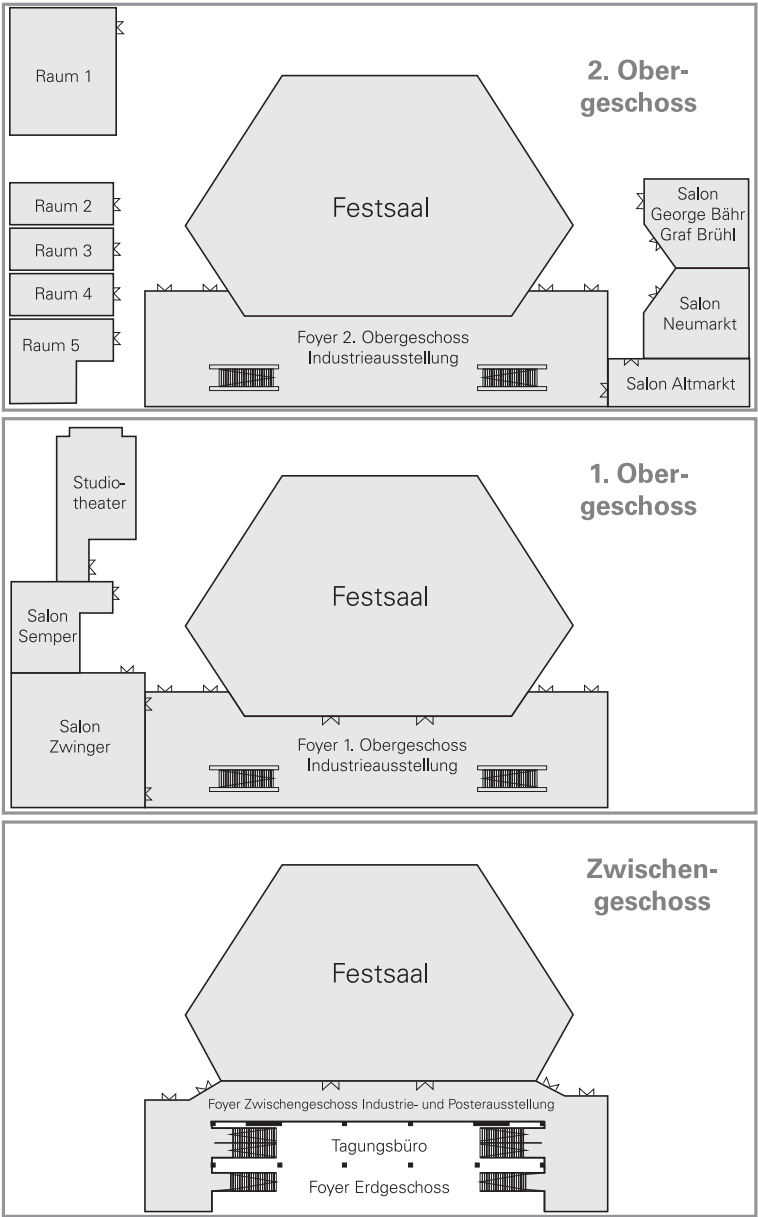 2. Ober-
geschoss
Raum 1
Raum 2
Raum 3
Raum 4
Raum 5
Festsaal
Foyer 2. Obergeschoss
Industrieausstellung
Salon
George Bähr
Graf Brühl
Salon
Neumarkt
Salon Altmarkt
1. Ober-
geschoss
Studio-
theater
Salon
Semper
Salon
Zwinger
Festsaal
Foyer 1. Obergeschoss
Industrieausstellung
Zwischen-
geschoss
Festsaal
Foyer Zwischengeschoss Industrie- und Posterausstellung
Tagungsbüro
Foyer Erdgeschoss